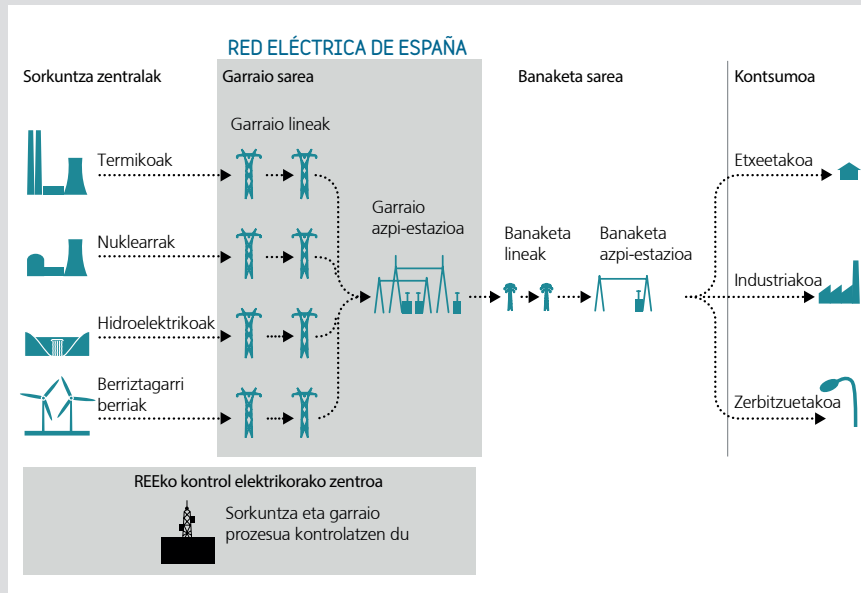 RED ELÉCTRICA DE ESPAÑA
Sorkuntza zentralak
Garraio sarea
Banaketa sarea
Kontsumoa
Garraio lineak
Termikoak
Nuklearrak
Hidroelektrikoak
Berriztagarri
berriak
Garraio
azpi-estazioa
Banaketa
lineak
Banaketa
azpi-estazioa
Etxeetakoa
Industriakoa
Zerbitzuetakoa
REEko kontrol elektrikorako zentroa
Sorkuntza eta garraio
prozesua kontrolatzen du